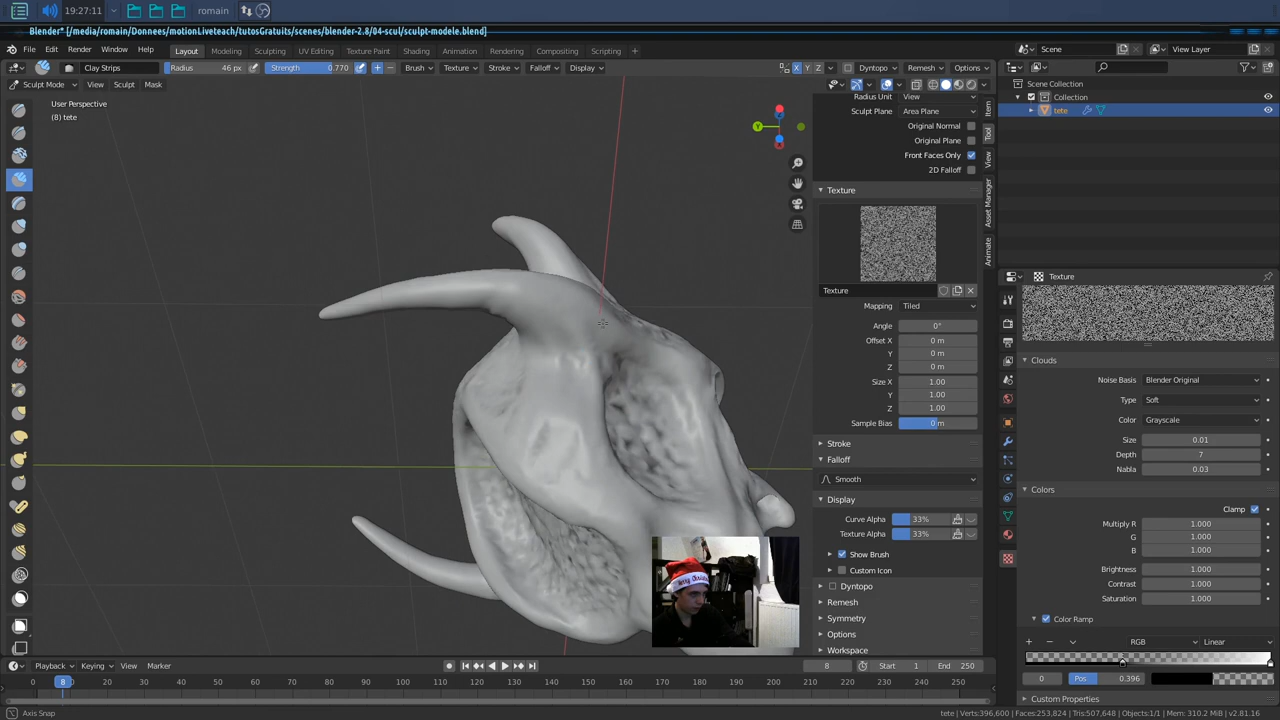 19:27:11 romain
Blender* [/media/romain/Donnees/motionLiveteach/tutosGratuits/scenes/blender-2.8/04-scul/sculpt-modele.blend]
File Edit Render Window Help Layout Modeling Sculpting UV Editing Texture Paint Shading Animation Rendering Compositing Scripting + Scene View Layer
Clay Strips Radius 46 px Strength 0.770 Brush Texture Stroke Falloff Display X Y Z Dyntopo Remesh Options
Sculpt Mode View Sculpt Mask
User Perspective
(8) tete
Y
Radius Unit View
Sculpt Plane Area Plane
Original Normal
Original Plane
Front Faces Only
2D Falloff
Texture
Texture
Mapping Tiled
Angle 0°
Offset X 0 m
Y 0 m
Z 0 m
Size X 1.00
Y 1.00
Z 1.00
Sample Bias 0 m
Stroke
Falloff
Smooth
Display
Curve Alpha 33%
Texture Alpha 33%
Show Brush
Custom Icon
Dyntopo
Remesh
Symmetry
Options
Workspace
Item
Tool
View
Asset Manager
Animate
Scene Collection
Collection
tete
Texture
Clouds
Noise Basis Blender Original
Type Soft
Color Grayscale
Size 0.01
Depth 7
Nabla 0.03
Colors
Clamp
Multiply R 1.000
G 1.000
B 1.000
Brightness 1.000
Contrast 1.000
Saturation 1.000
Color Ramp
+ − RGB Linear
0 Pos 0.396
Custom Properties
Playback Keying View Marker 8 Start 1 End 250
0 8 10 20 30 40 50 60 70 80 90 100 110 120 130 140 150 160 170 180 190 200 210 220 230 240 250
Axis Snap tete | Verts:396,600 | Faces:253,824 | Tris:507,648 | Objects:1/1 | Mem: 310.2 MiB | v2.81.16